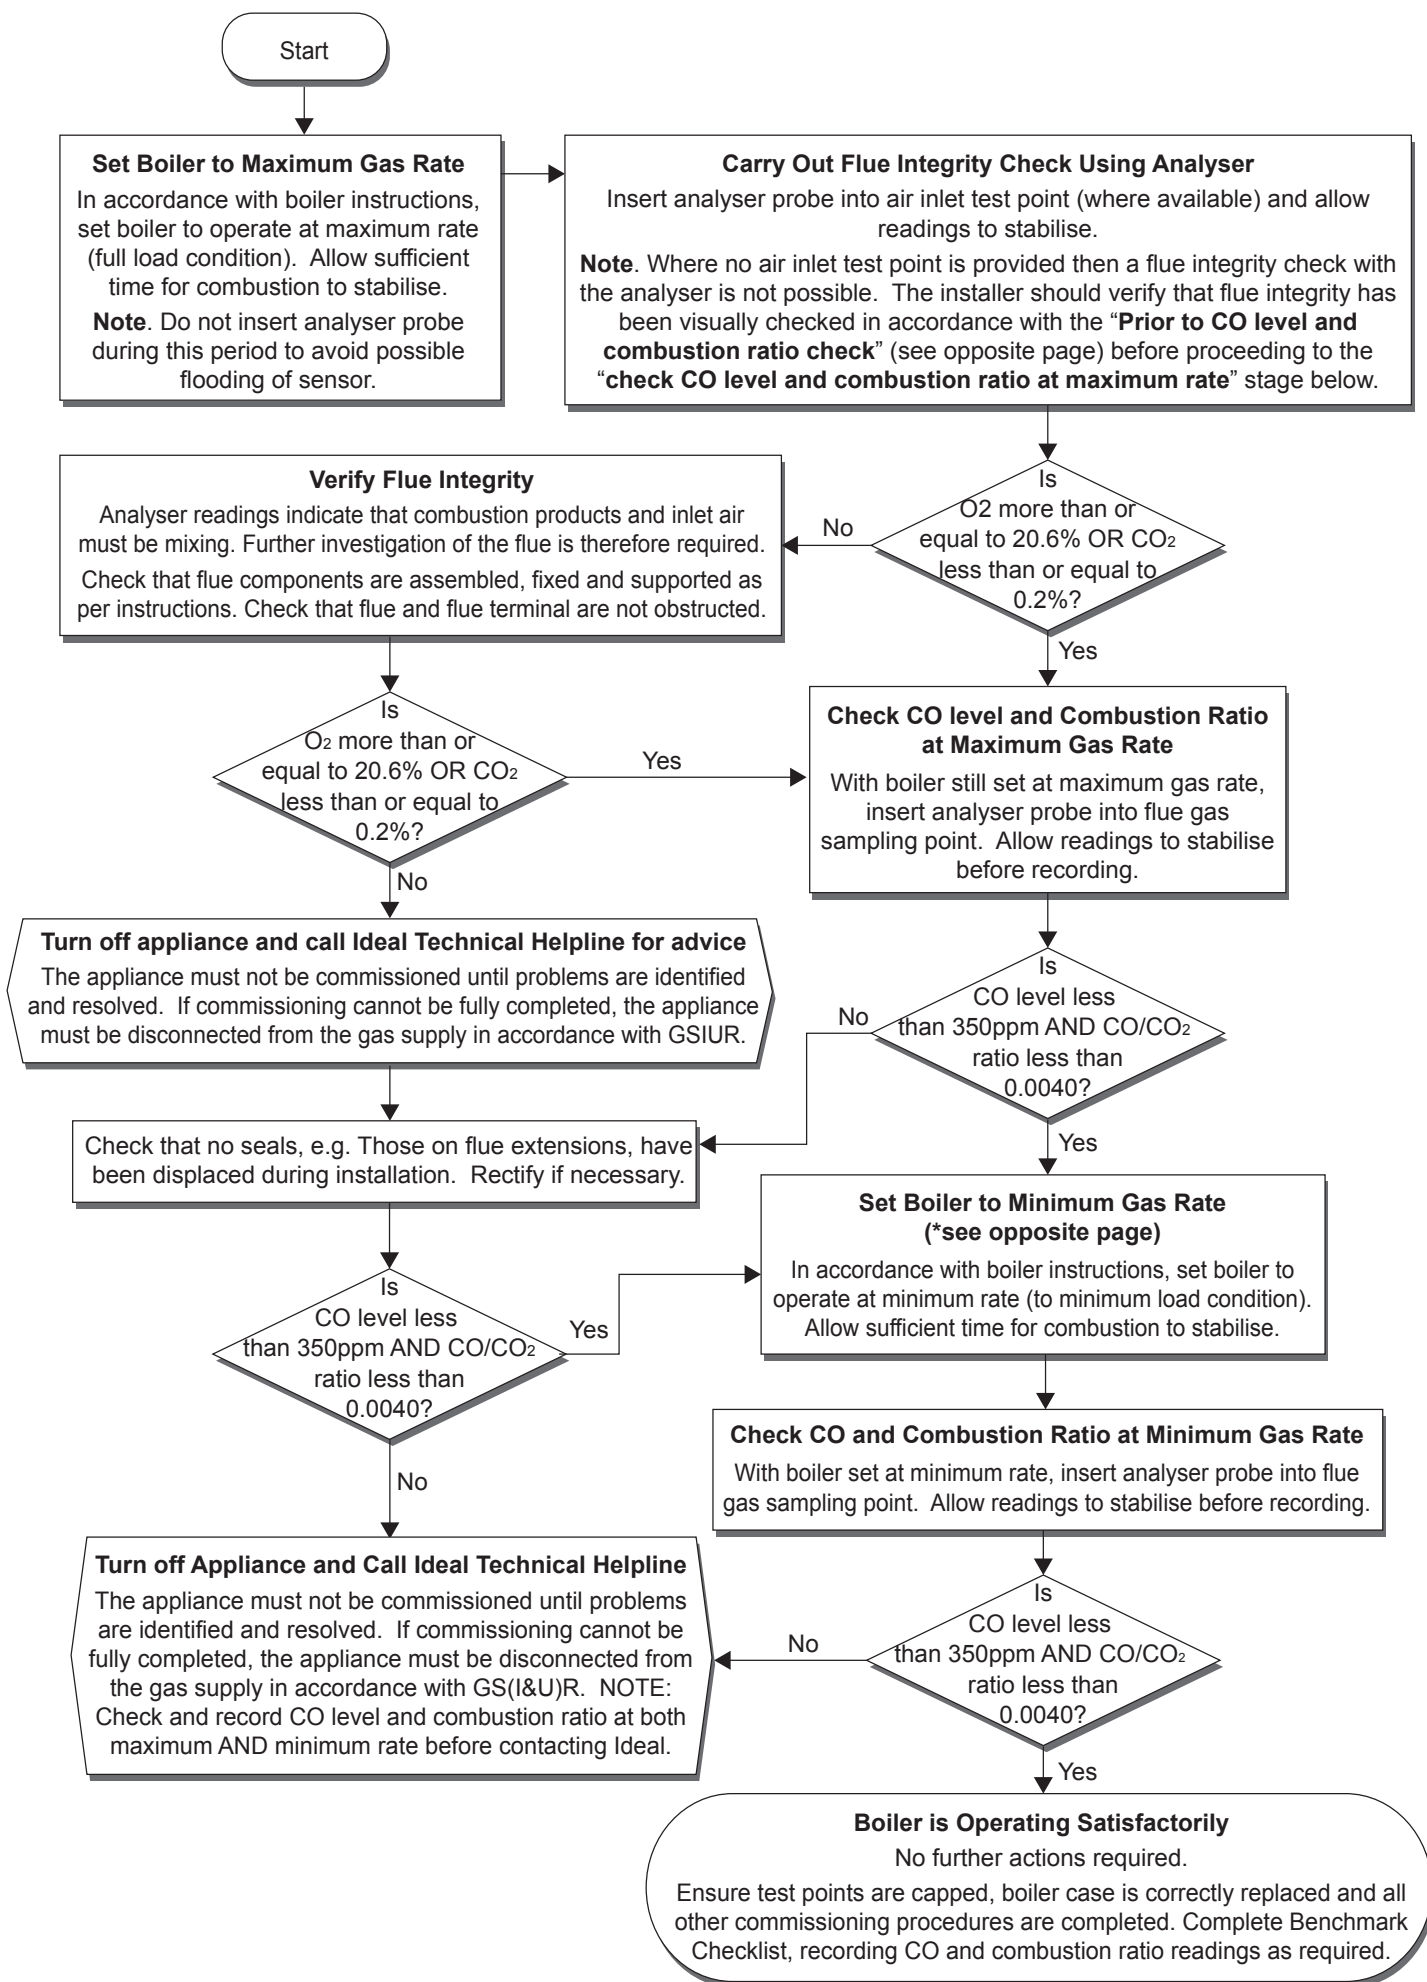 Start
Set Boiler to Maximum Gas Rate
In accordance with boiler instructions,
set boiler to operate at maximum rate
(full load condition).  Allow sufficient
time for combustion to stabilise.
Note. Do not insert analyser probe
during this period to avoid possible
flooding of sensor.
Carry Out Flue Integrity Check Using Analyser
Insert analyser probe into air inlet test point (where available) and allow
readings to stabilise.
Note. Where no air inlet test point is provided then a flue integrity check with
the analyser is not possible.  The installer should verify that flue integrity has
been visually checked in accordance with the “Prior to CO level and
combustion ratio check” (see opposite page) before proceeding to the
“check CO level and combustion ratio at maximum rate” stage below.
Is
O2 more than or
equal to 20.6% OR CO2
less than or equal to
0.2%?
No
Yes
Verify Flue Integrity
Analyser readings indicate that combustion products and inlet air
must be mixing. Further investigation of the flue is therefore required.
Check that flue components are assembled, fixed and supported as
per instructions. Check that flue and flue terminal are not obstructed.
Is
O2 more than or
equal to 20.6% OR CO2
less than or equal to
0.2%?
Yes
No
Check CO level and Combustion Ratio
at Maximum Gas Rate
With boiler still set at maximum gas rate,
insert analyser probe into flue gas
sampling point.  Allow readings to stabilise
before recording.
Turn off appliance and call Ideal Technical Helpline for advice
The appliance must not be commissioned until problems are identified
and resolved.  If commissioning cannot be fully completed, the appliance
must be disconnected from the gas supply in accordance with GSIUR.
Is
CO level less
than 350ppm AND CO/CO2
ratio less than
0.0040?
No
Yes
Check that no seals, e.g. Those on flue extensions, have
been displaced during installation.  Rectify if necessary.
Set Boiler to Minimum Gas Rate
(*see opposite page)
In accordance with boiler instructions, set boiler to
operate at minimum rate (to minimum load condition).
Allow sufficient time for combustion to stabilise.
Is
CO level less
than 350ppm AND CO/CO2
ratio less than
0.0040?
Yes
No
Check CO and Combustion Ratio at Minimum Gas Rate
With boiler set at minimum rate, insert analyser probe into flue
gas sampling point.  Allow readings to stabilise before recording.
Turn off Appliance and Call Ideal Technical Helpline
The appliance must not be commissioned until problems
are identified and resolved.  If commissioning cannot be
fully completed, the appliance must be disconnected from
the gas supply in accordance with GS(I&U)R.  NOTE:
Check and record CO level and combustion ratio at both
maximum AND minimum rate before contacting Ideal.
Is
CO level less
than 350ppm AND CO/CO2
ratio less than
0.0040?
No
Yes
Boiler is Operating Satisfactorily
No further actions required.
Ensure test points are capped, boiler case is correctly replaced and all
other commissioning procedures are completed. Complete Benchmark
Checklist, recording CO and combustion ratio readings as required.